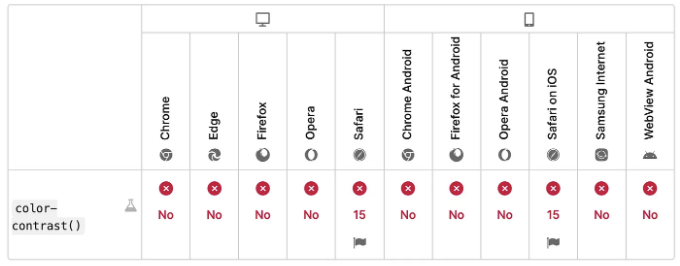 Chrome
Edge
Firefox
Opera
Safari
Chrome Android
Firefox for Android
Opera Android
Safari on iOS
Samsung Internet
WebView Android
color-
contrast()
No No No No 15 No No No 15 No No